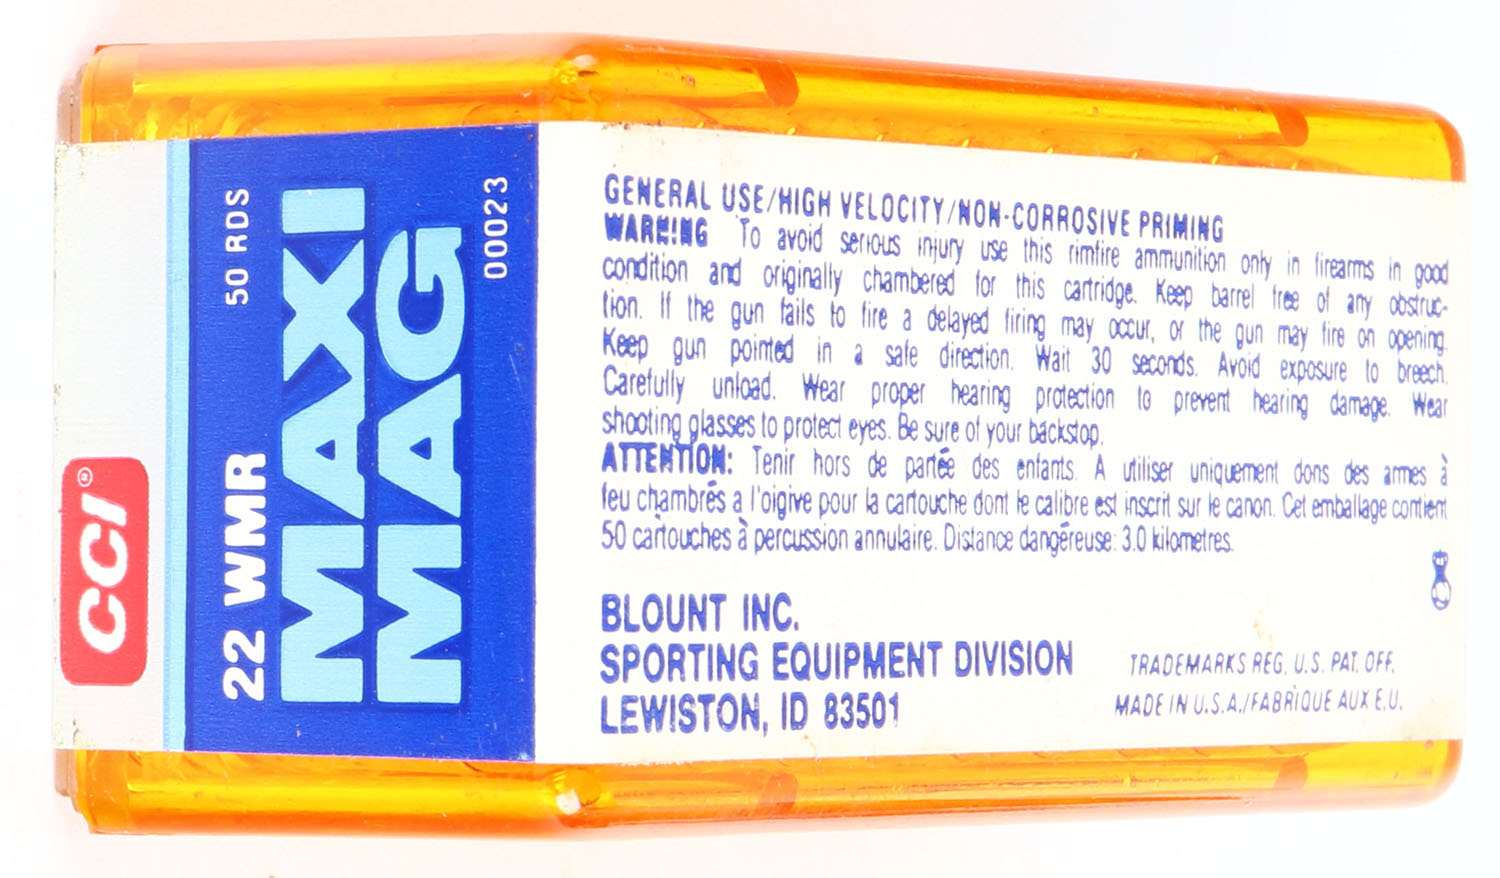 CCI®
22 WMR 50 RDS
MAXI
MAG
00023
GENERAL USE/HIGH VELOCITY/NON-CORROSIVE PRIMING
WARNING To avoid serious injury use this rimfire ammunition only in firearms in good
condition and originally chambered for this cartridge. Keep barrel free of any obstruc-
tion. If the gun fails to fire a delayed firing may occur, or the gun may fire on opening.
Keep gun pointed in a safe direction. Wait 30 seconds. Avoid exposure to breech.
Carefully unload. Wear proper hearing protection to prevent hearing damage. Wear
shooting glasses to protect eyes. Be sure of your backstop.
ATTENTION: Tenir hors de partée des enfants. A utiliser uniquement dons des armes à
feu chambrés a l'oigive pour la cartouche dont le calibre est inscrit sur le canon. Cet emballage contient
50 cartouches à percussion annulaire. Distance dangéreuse: 3.0 kilometres.
BLOUNT INC.
SPORTING EQUIPMENT DIVISION
LEWISTON, ID 83501
TRADEMARKS REG. U.S. PAT. OFF.
MADE IN U.S.A./FABRIQUE AUX E.U.